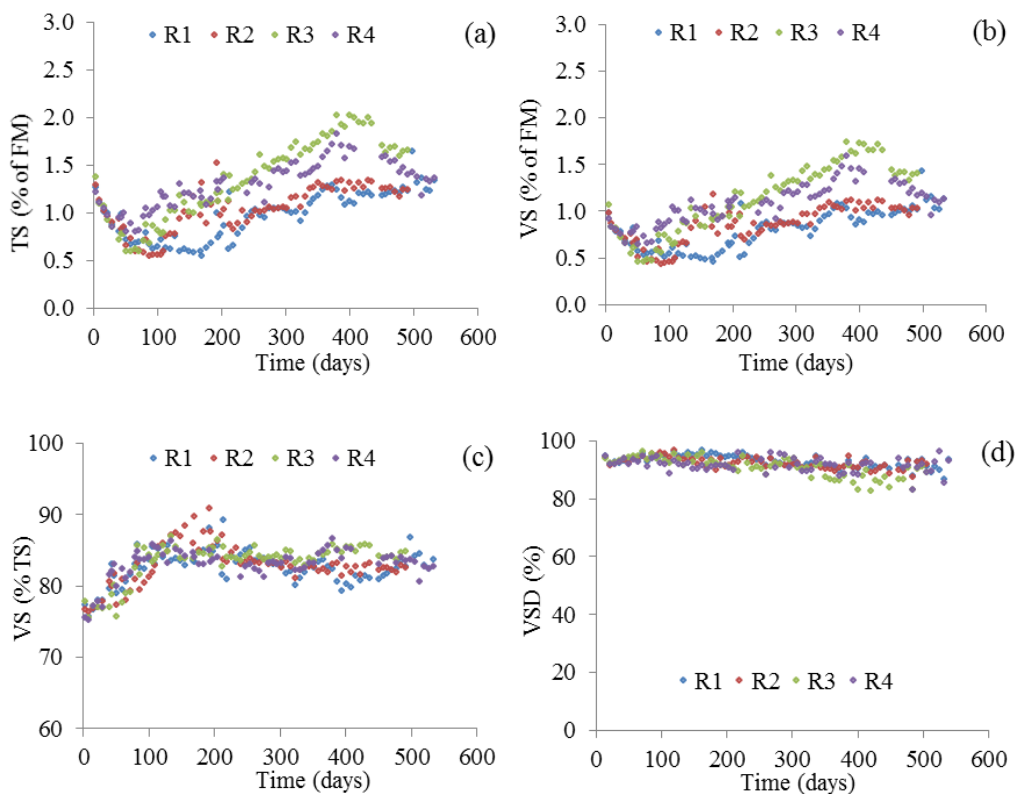 R1 R2 R3 R4
(a)
TS (% of FM)
3.0
2.5
2.0
1.5
1.0
0.5
0.0
0 100 200 300 400 500 600
Time (days)
R1 R2 R3 R4
(b)
VS (% of FM)
3.0
2.5
2.0
1.5
1.0
0.5
0.0
0 100 200 300 400 500 600
Time (days)
R1 R2 R3 R4
(c)
VS (%TS)
100
90
80
70
60
0 100 200 300 400 500 600
Time (days)
(d)
VSD (%)
100
80
60
40
20
0
R1 R2 R3 R4
0 100 200 300 400 500 600
Time (days)